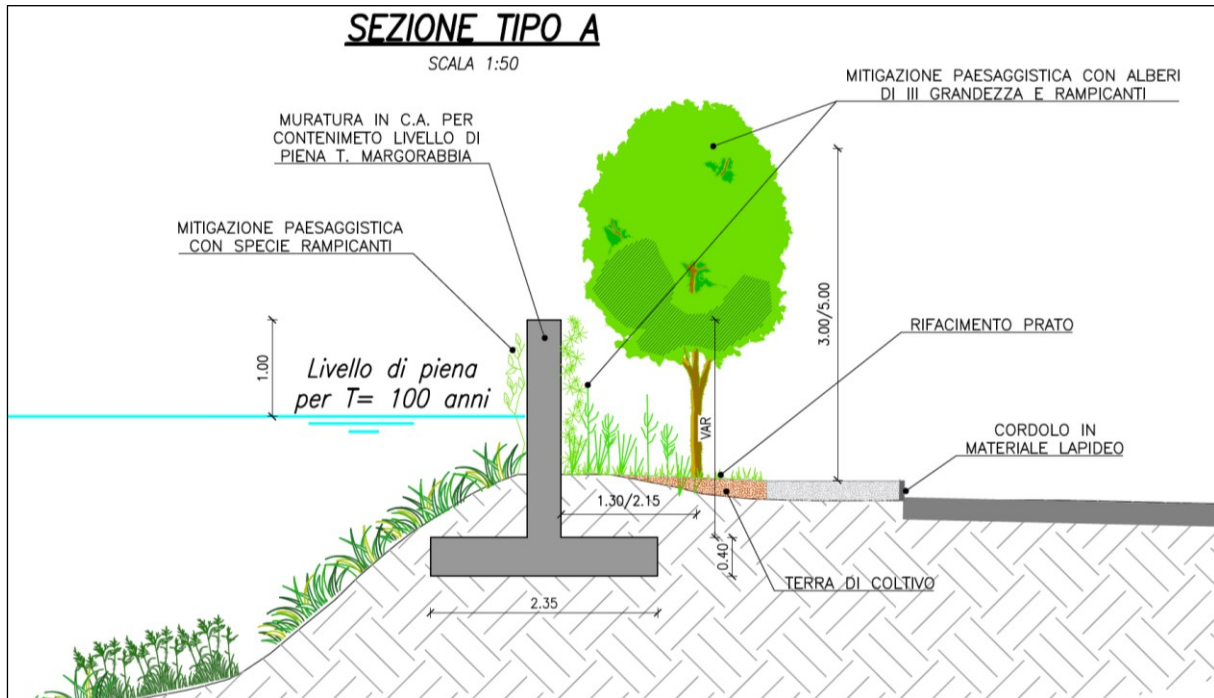 SEZIONE TIPO A
SCALA 1:50
MITIGAZIONE PAESAGGISTICA CON ALBERI
DI III GRANDEZZA E RAMPICANTI
MURATURA IN C.A. PER
CONTENIMETO LIVELLO DI
PIENA T. MARGORABBIA
MITIGAZIONE PAESAGGISTICA
CON SPECIE RAMPICANTI
3.00/5.00
RIFACIMENTO PRATO
1.00
Livello di piena
per T= 100 anni
VAR
CORDOLO IN
MATERIALE LAPIDEO
1.30/2.15
0.40
TERRA DI COLTIVO
2.35